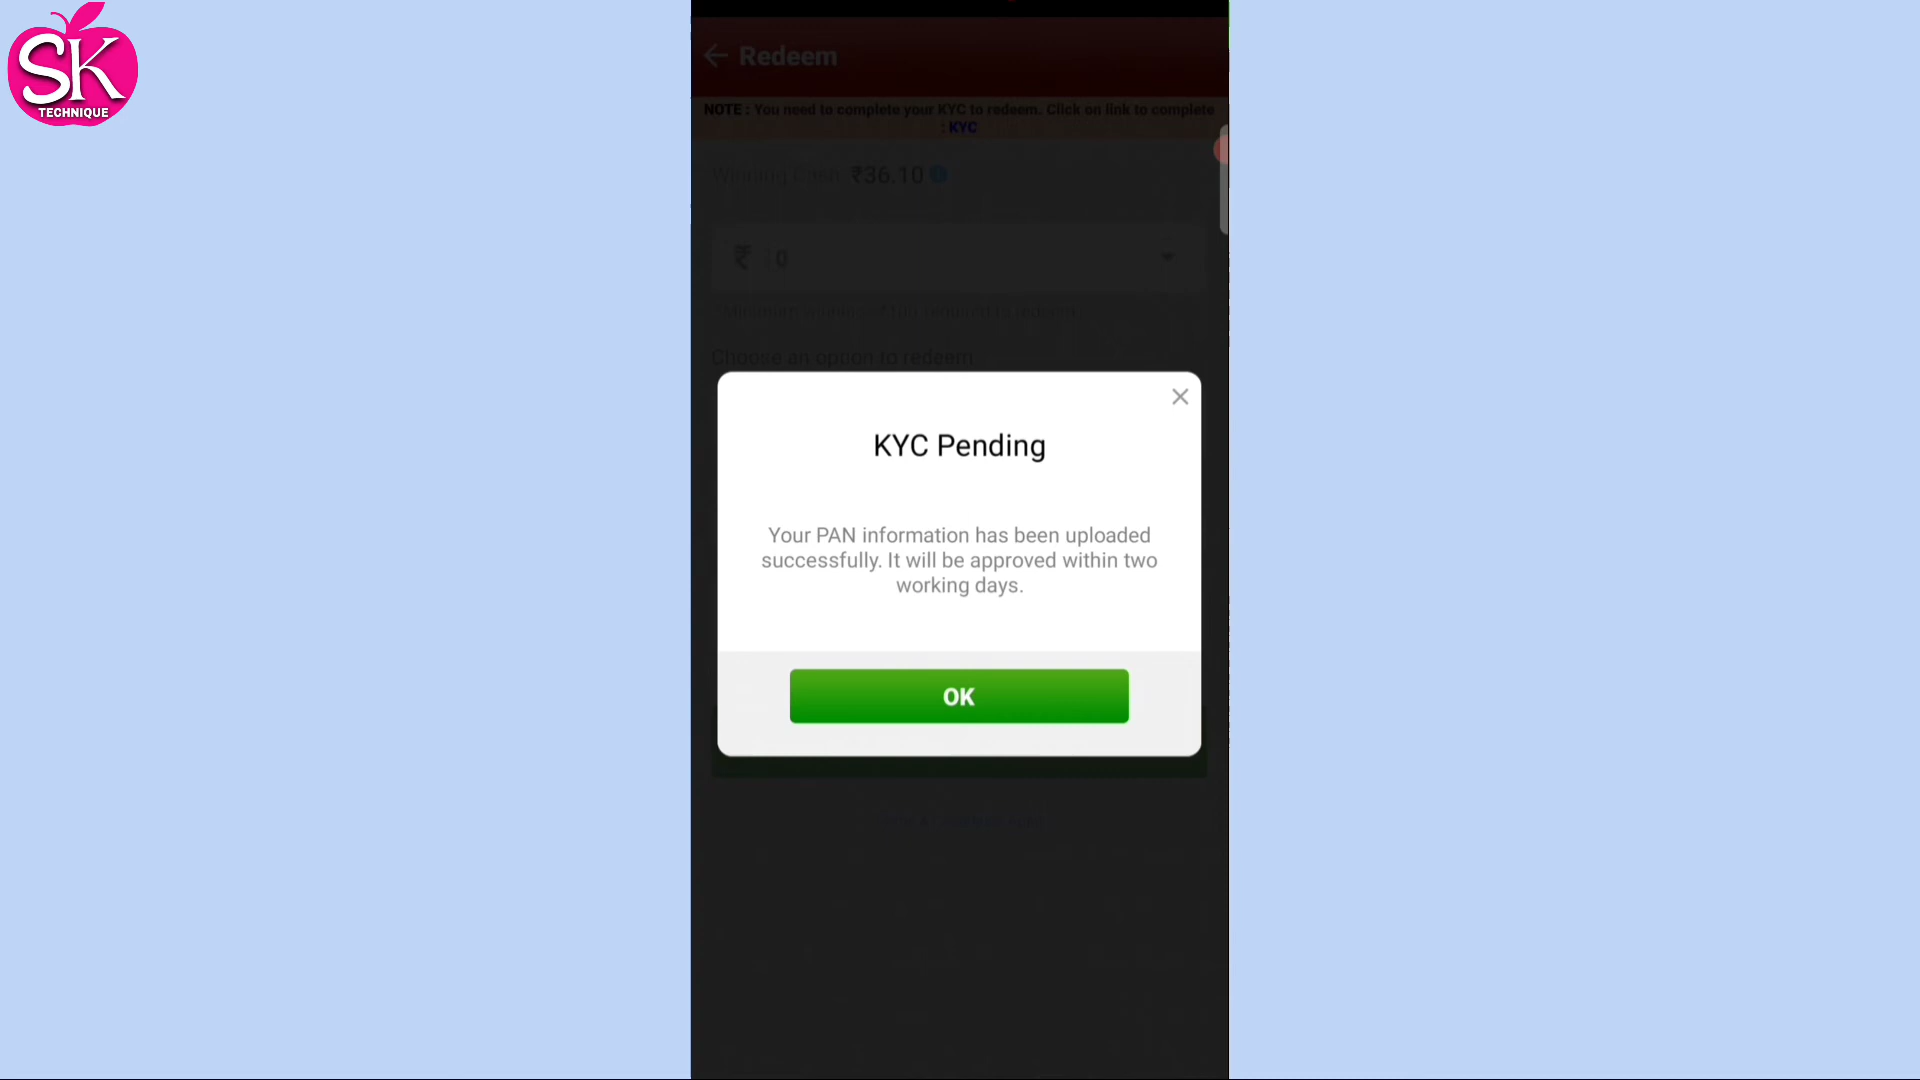 SK
TECHNIQUE
Redeem
NOTE : You need to complete your KYC to redeem. Click on link to complete
: KYC
Winning Cash ₹36.10
₹
Choose an option to redeem
KYC Pending
Your PAN information has been uploaded
successfully. It will be approved within two
working days.
OK